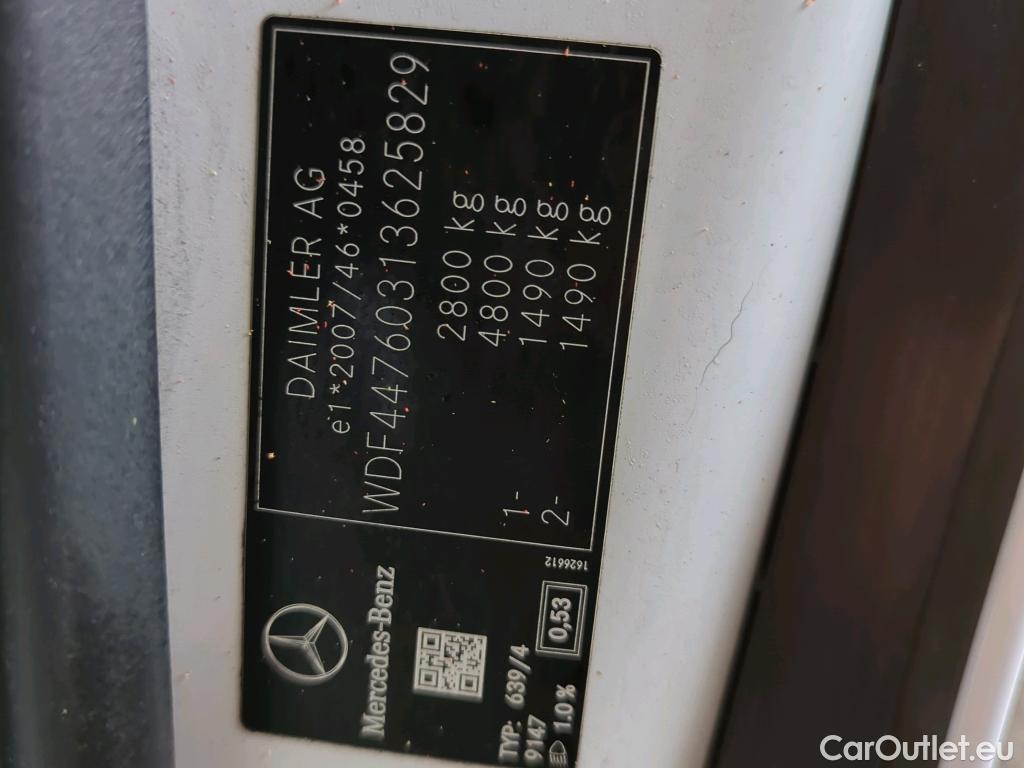 DAIMLER AG
e1*2007/46*0458
WDF44760313625829
2800 kg
4800 kg
1- 1490 kg
2- 1490 kg
1626612
Mercedes-Benz
TYP: 639/4
9147
1.0 %
0,53
CarOutlet.eu